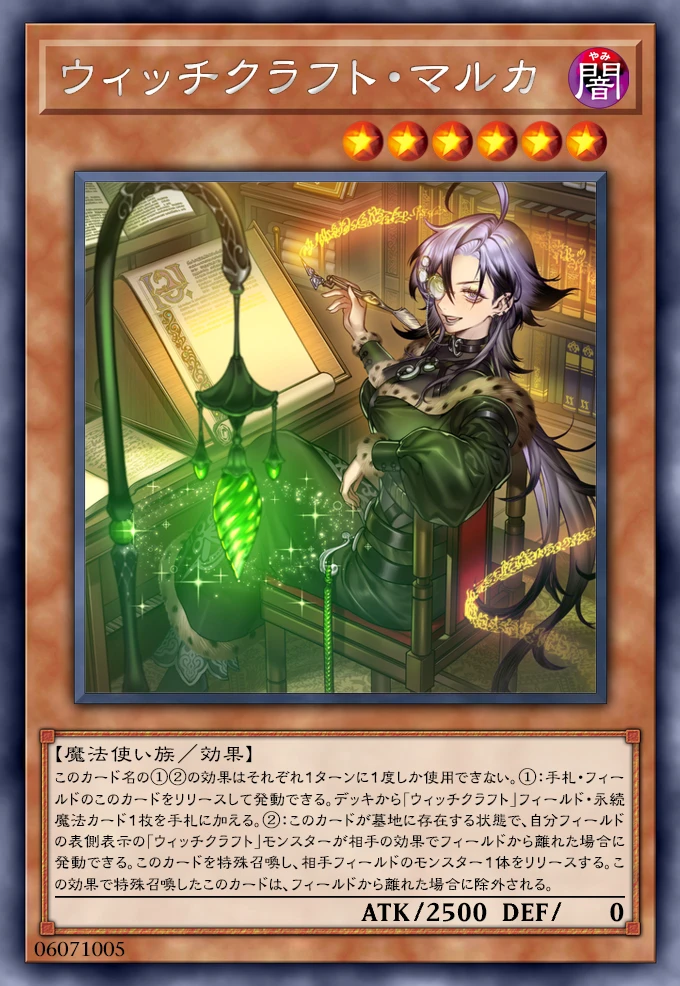 ウィッチクラフト・マルカ
やみ
闇
【魔法使い族／効果】
このカード名の①②の効果はそれぞれ1ターンに1度しか使用できない。①：手札・フィー
ルドのこのカードをリリースして発動できる。デッキから「ウィッチクラフト」フィールド・永続
魔法カード1枚を手札に加える。②：このカードが墓地に存在する状態で、自分フィールド
の表側表示の「ウィッチクラフト」モンスターが相手の効果でフィールドから離れた場合に
発動できる。このカードを特殊召喚し、相手フィールドのモンスター1体をリリースする。こ
の効果で特殊召喚したこのカードは、フィールドから離れた場合に除外される。
ATK/2500 DEF/ 0
06071005